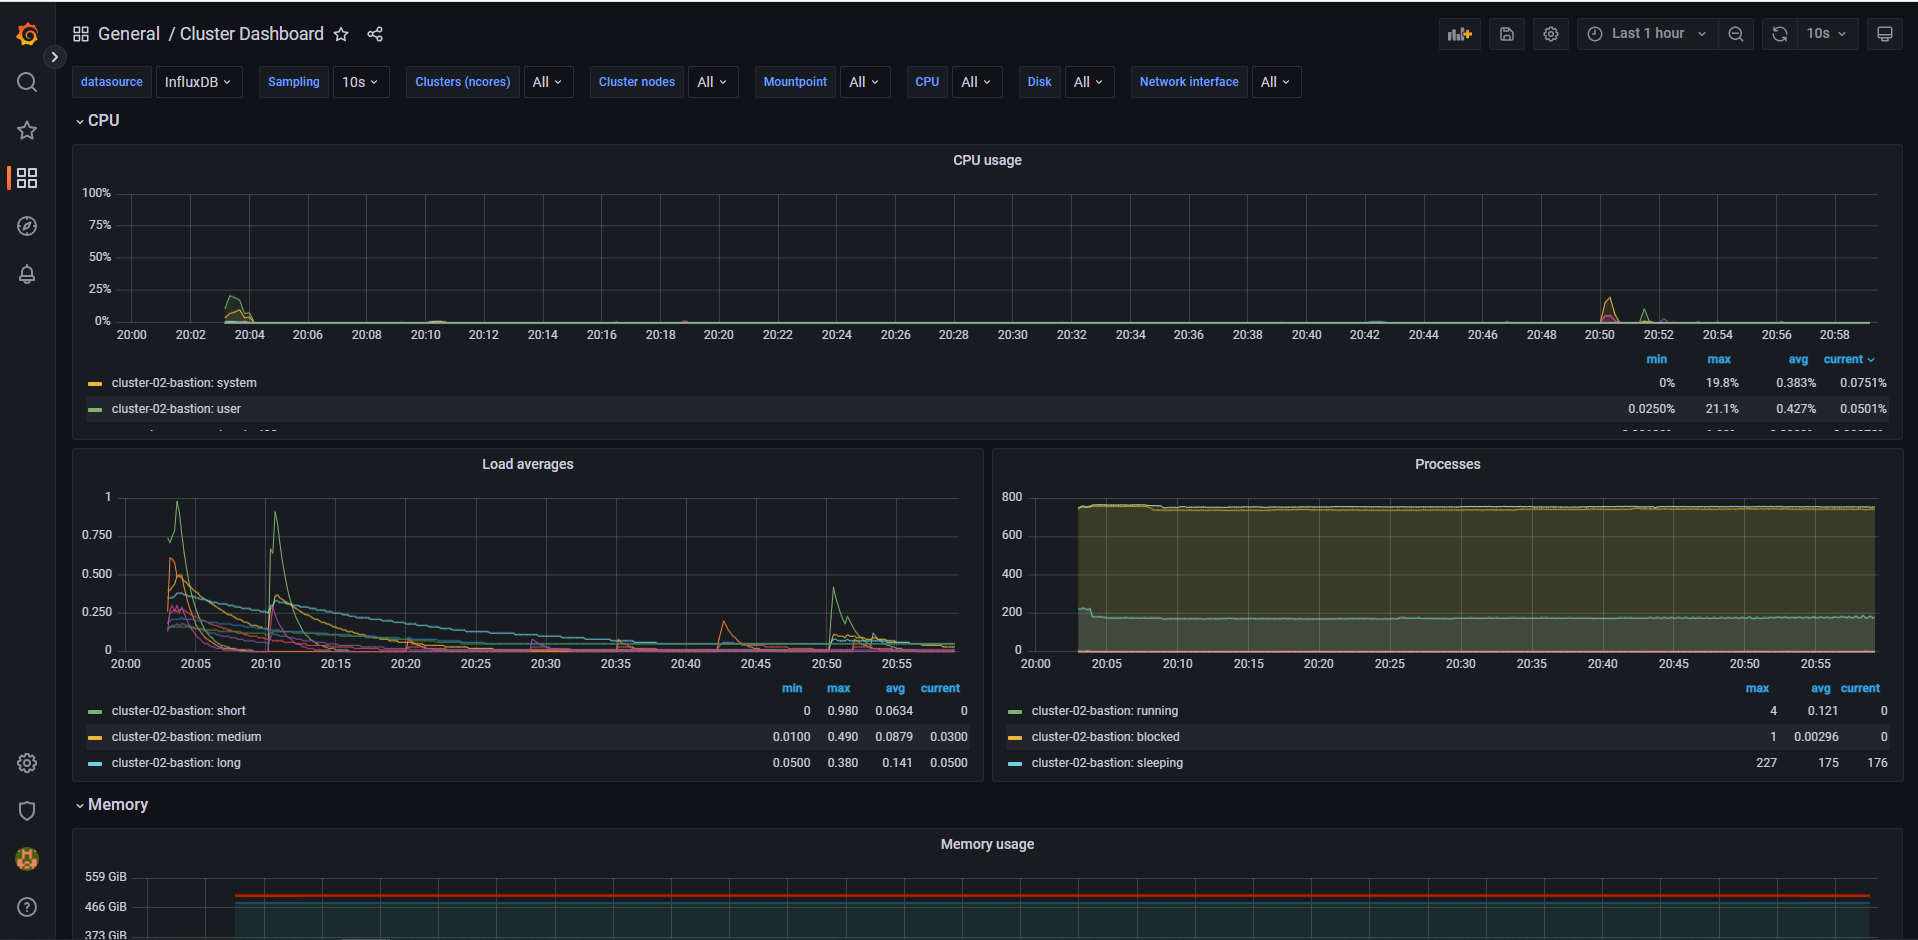 General / Cluster Dashboard
Last 1 hour
10s
datasource InfluxDB Sampling 10s Clusters (ncores) All Cluster nodes All Mountpoint All CPU All Disk All Network interface All
CPU
CPU usage
100%
75%
50%
25%
0%
20:00 20:02 20:04 20:06 20:08 20:10 20:12 20:14 20:16 20:18 20:20 20:22 20:24 20:26 20:28 20:30 20:32 20:34 20:36 20:38 20:40 20:42 20:44 20:46 20:48 20:50 20:52 20:54 20:56 20:58
min max avg current
cluster-02-bastion: system 0% 19.8% 0.383% 0.0751%
cluster-02-bastion: user 0.0250% 21.1% 0.427% 0.0501%
Load averages
1
0.750
0.500
0.250
0
20:00 20:05 20:10 20:15 20:20 20:25 20:30 20:35 20:40 20:45 20:50 20:55
min max avg current
cluster-02-bastion: short 0 0.980 0.0634 0
cluster-02-bastion: medium 0.0100 0.490 0.0879 0.0300
cluster-02-bastion: long 0.0500 0.380 0.141 0.0500
Processes
800
600
400
200
0
20:00 20:05 20:10 20:15 20:20 20:25 20:30 20:35 20:40 20:45 20:50 20:55
max avg current
cluster-02-bastion: running 4 0.121 0
cluster-02-bastion: blocked 1 0.00296 0
cluster-02-bastion: sleeping 227 175 176
Memory
Memory usage
559 GiB
466 GiB
373 GiB